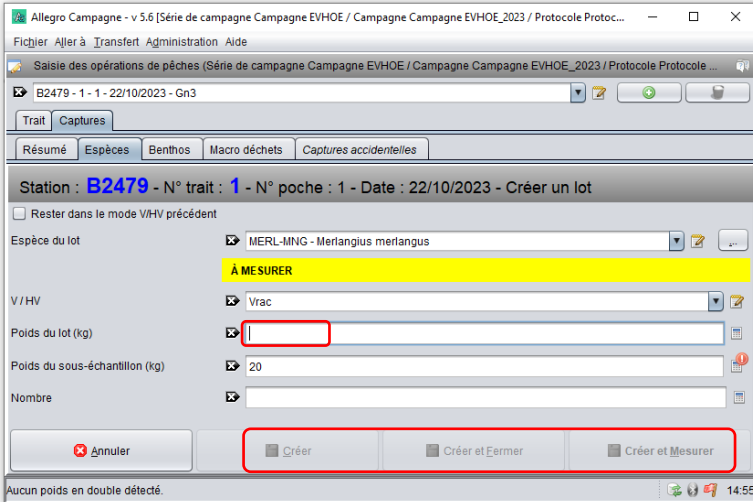 Allegro Campagne - v 5.6 [Série de campagne Campagne EVHOE / Campagne Campagne EVHOE_2023 / Protocole Protoc...
Fichier Aller à Transfert Administration Aide
Saisie des opérations de pêches (Série de campagne Campagne EVHOE / Campagne Campagne EVHOE_2023 / Protocole Protocole ...
B2479 - 1 - 1 - 22/10/2023 - Gn3
Trait Captures
Résumé Espèces Benthos Macro déchets Captures accidentelles
Station : B2479 - N° trait : 1 - N° poche : 1 - Date : 22/10/2023 - Créer un lot
Rester dans le mode V/HV précédent
Espèce du lot MERL-MNG - Merlangius merlangus ...
À MESURER
V / HV Vrac
Poids du lot (kg)
Poids du sous-échantillon (kg) 20
Nombre
Annuler Créer Créer et Fermer Créer et Mesurer
Aucun poids en double détecté. 14:55